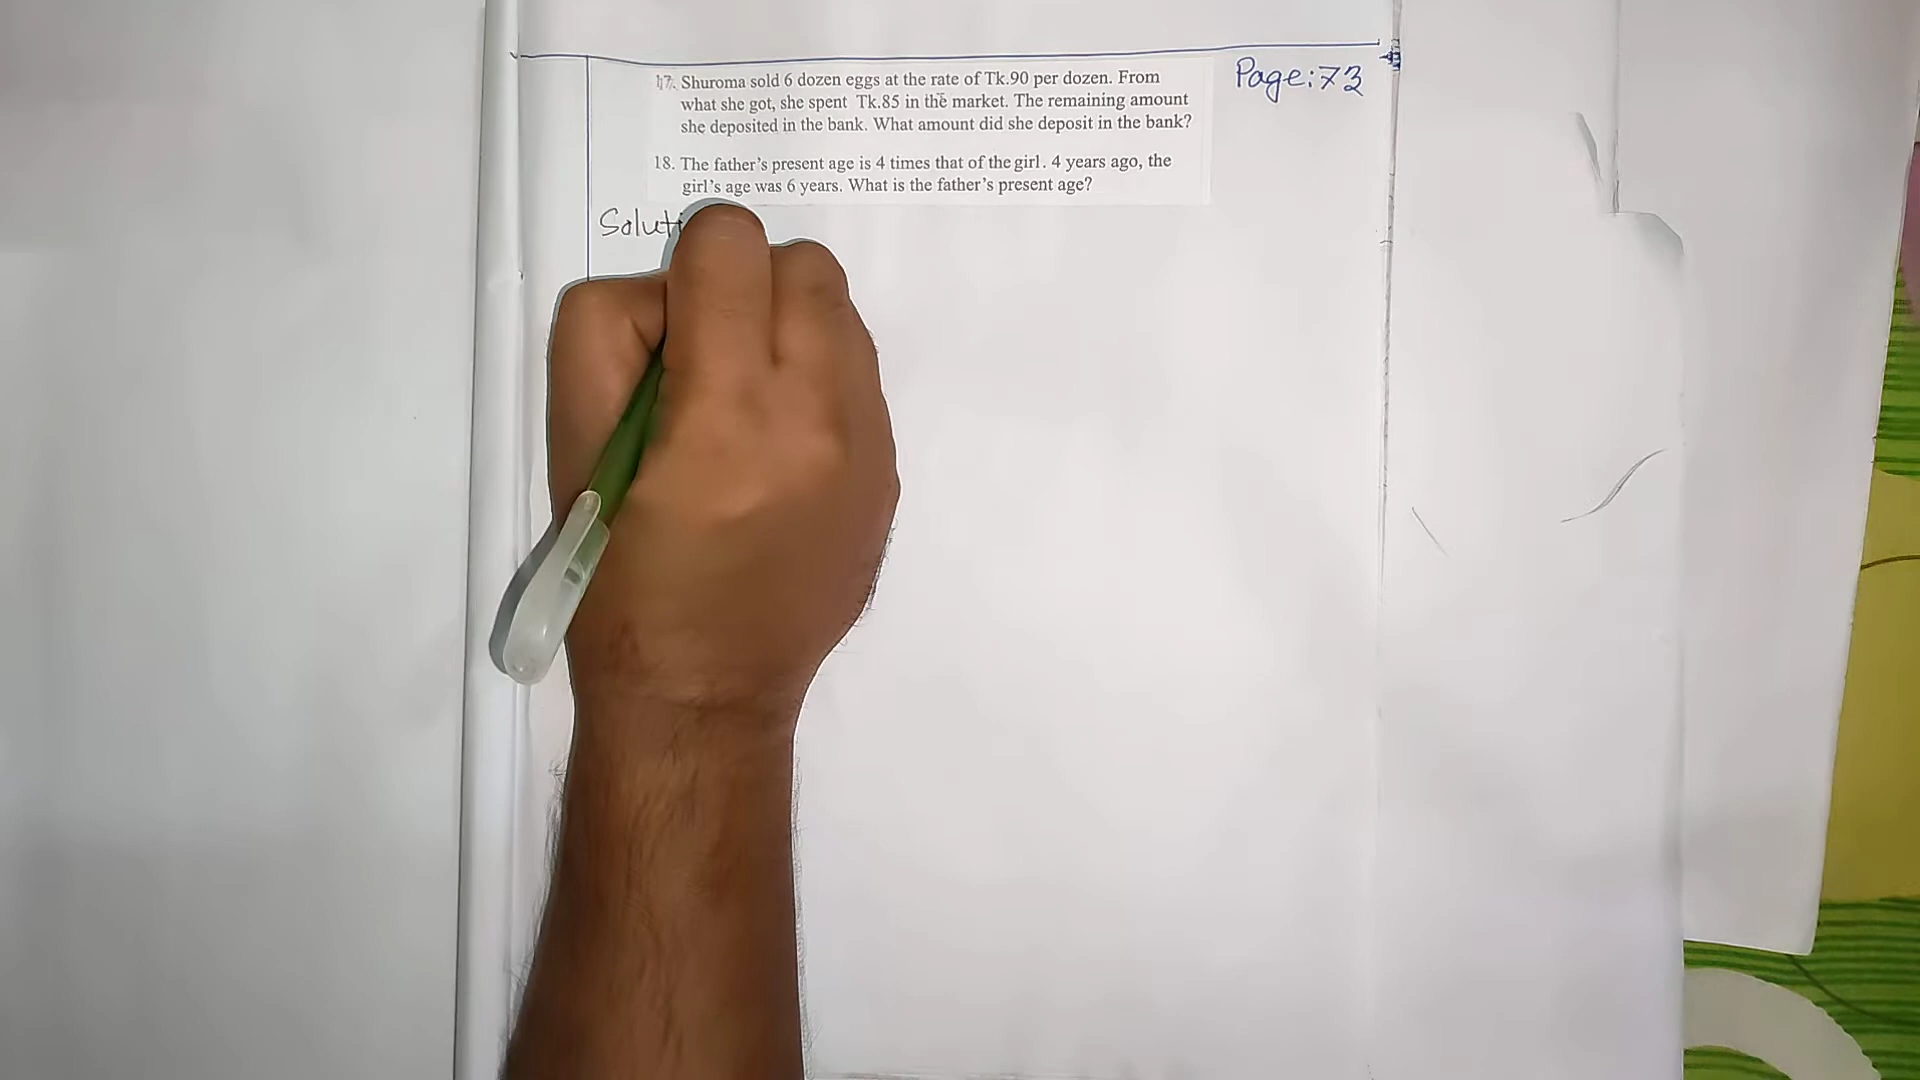 17. Shuroma sold 6 dozen eggs at the rate of Tk.90 per dozen. From
what she got, she spent Tk.85 in the market. The remaining amount
she deposited in the bank. What amount did she deposit in the bank?
18. The father's present age is 4 times that of the girl. 4 years ago, the
girl's age was 6 years. What is the father's present age?
Page:73
Soluti